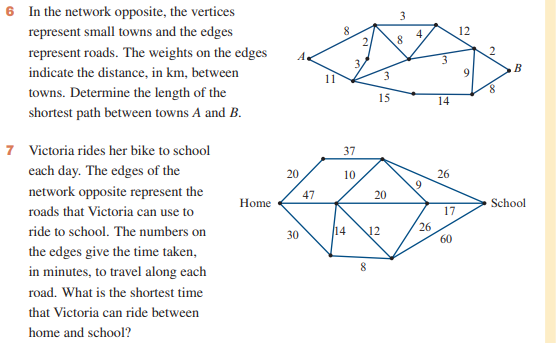 6 In the network opposite, the vertices
represent small towns and the edges
represent roads. The weights on the edges
indicate the distance, in km, between
towns. Determine the length of the
shortest path between towns A and B.
3
8
2
8
4
12
A
3
3
2
B
11
3
9
15
14
8
7 Victoria rides her bike to school
each day. The edges of the
network opposite represent the
roads that Victoria can use to
ride to school. The numbers on
the edges give the time taken,
in minutes, to travel along each
road. What is the shortest time
that Victoria can ride between
home and school?
37
20
10
26
47
20
9
Home
School
17
30
14
12
26
60
8